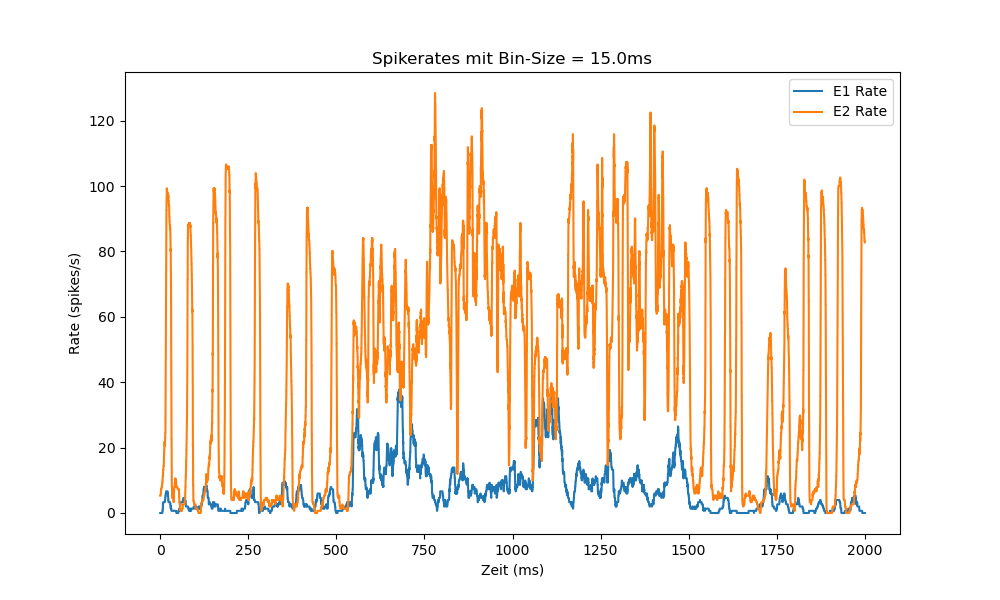 Spikerates mit Bin-Size = 15.0ms
E1 Rate
E2 Rate
Rate (spikes/s)
120
100
80
60
40
20
0
0 250 500 750 1000 1250 1500 1750 2000
Zeit (ms)